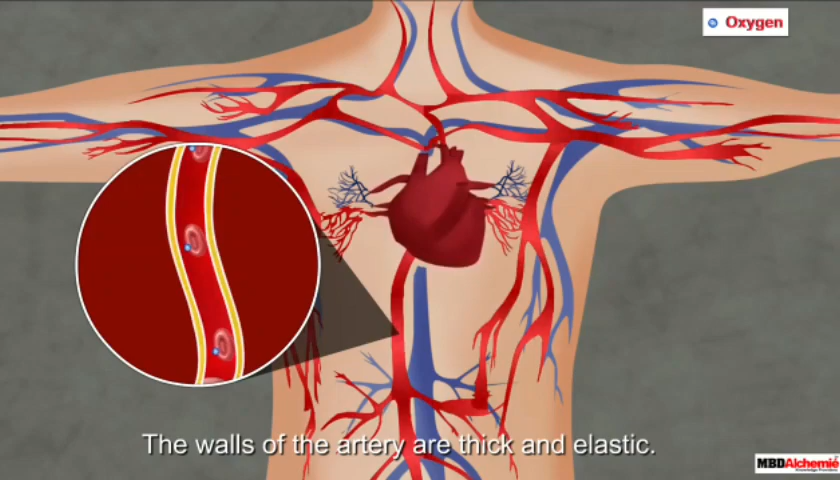 Oxygen
The walls of the artery are thick and elastic.
MBDAlchemie